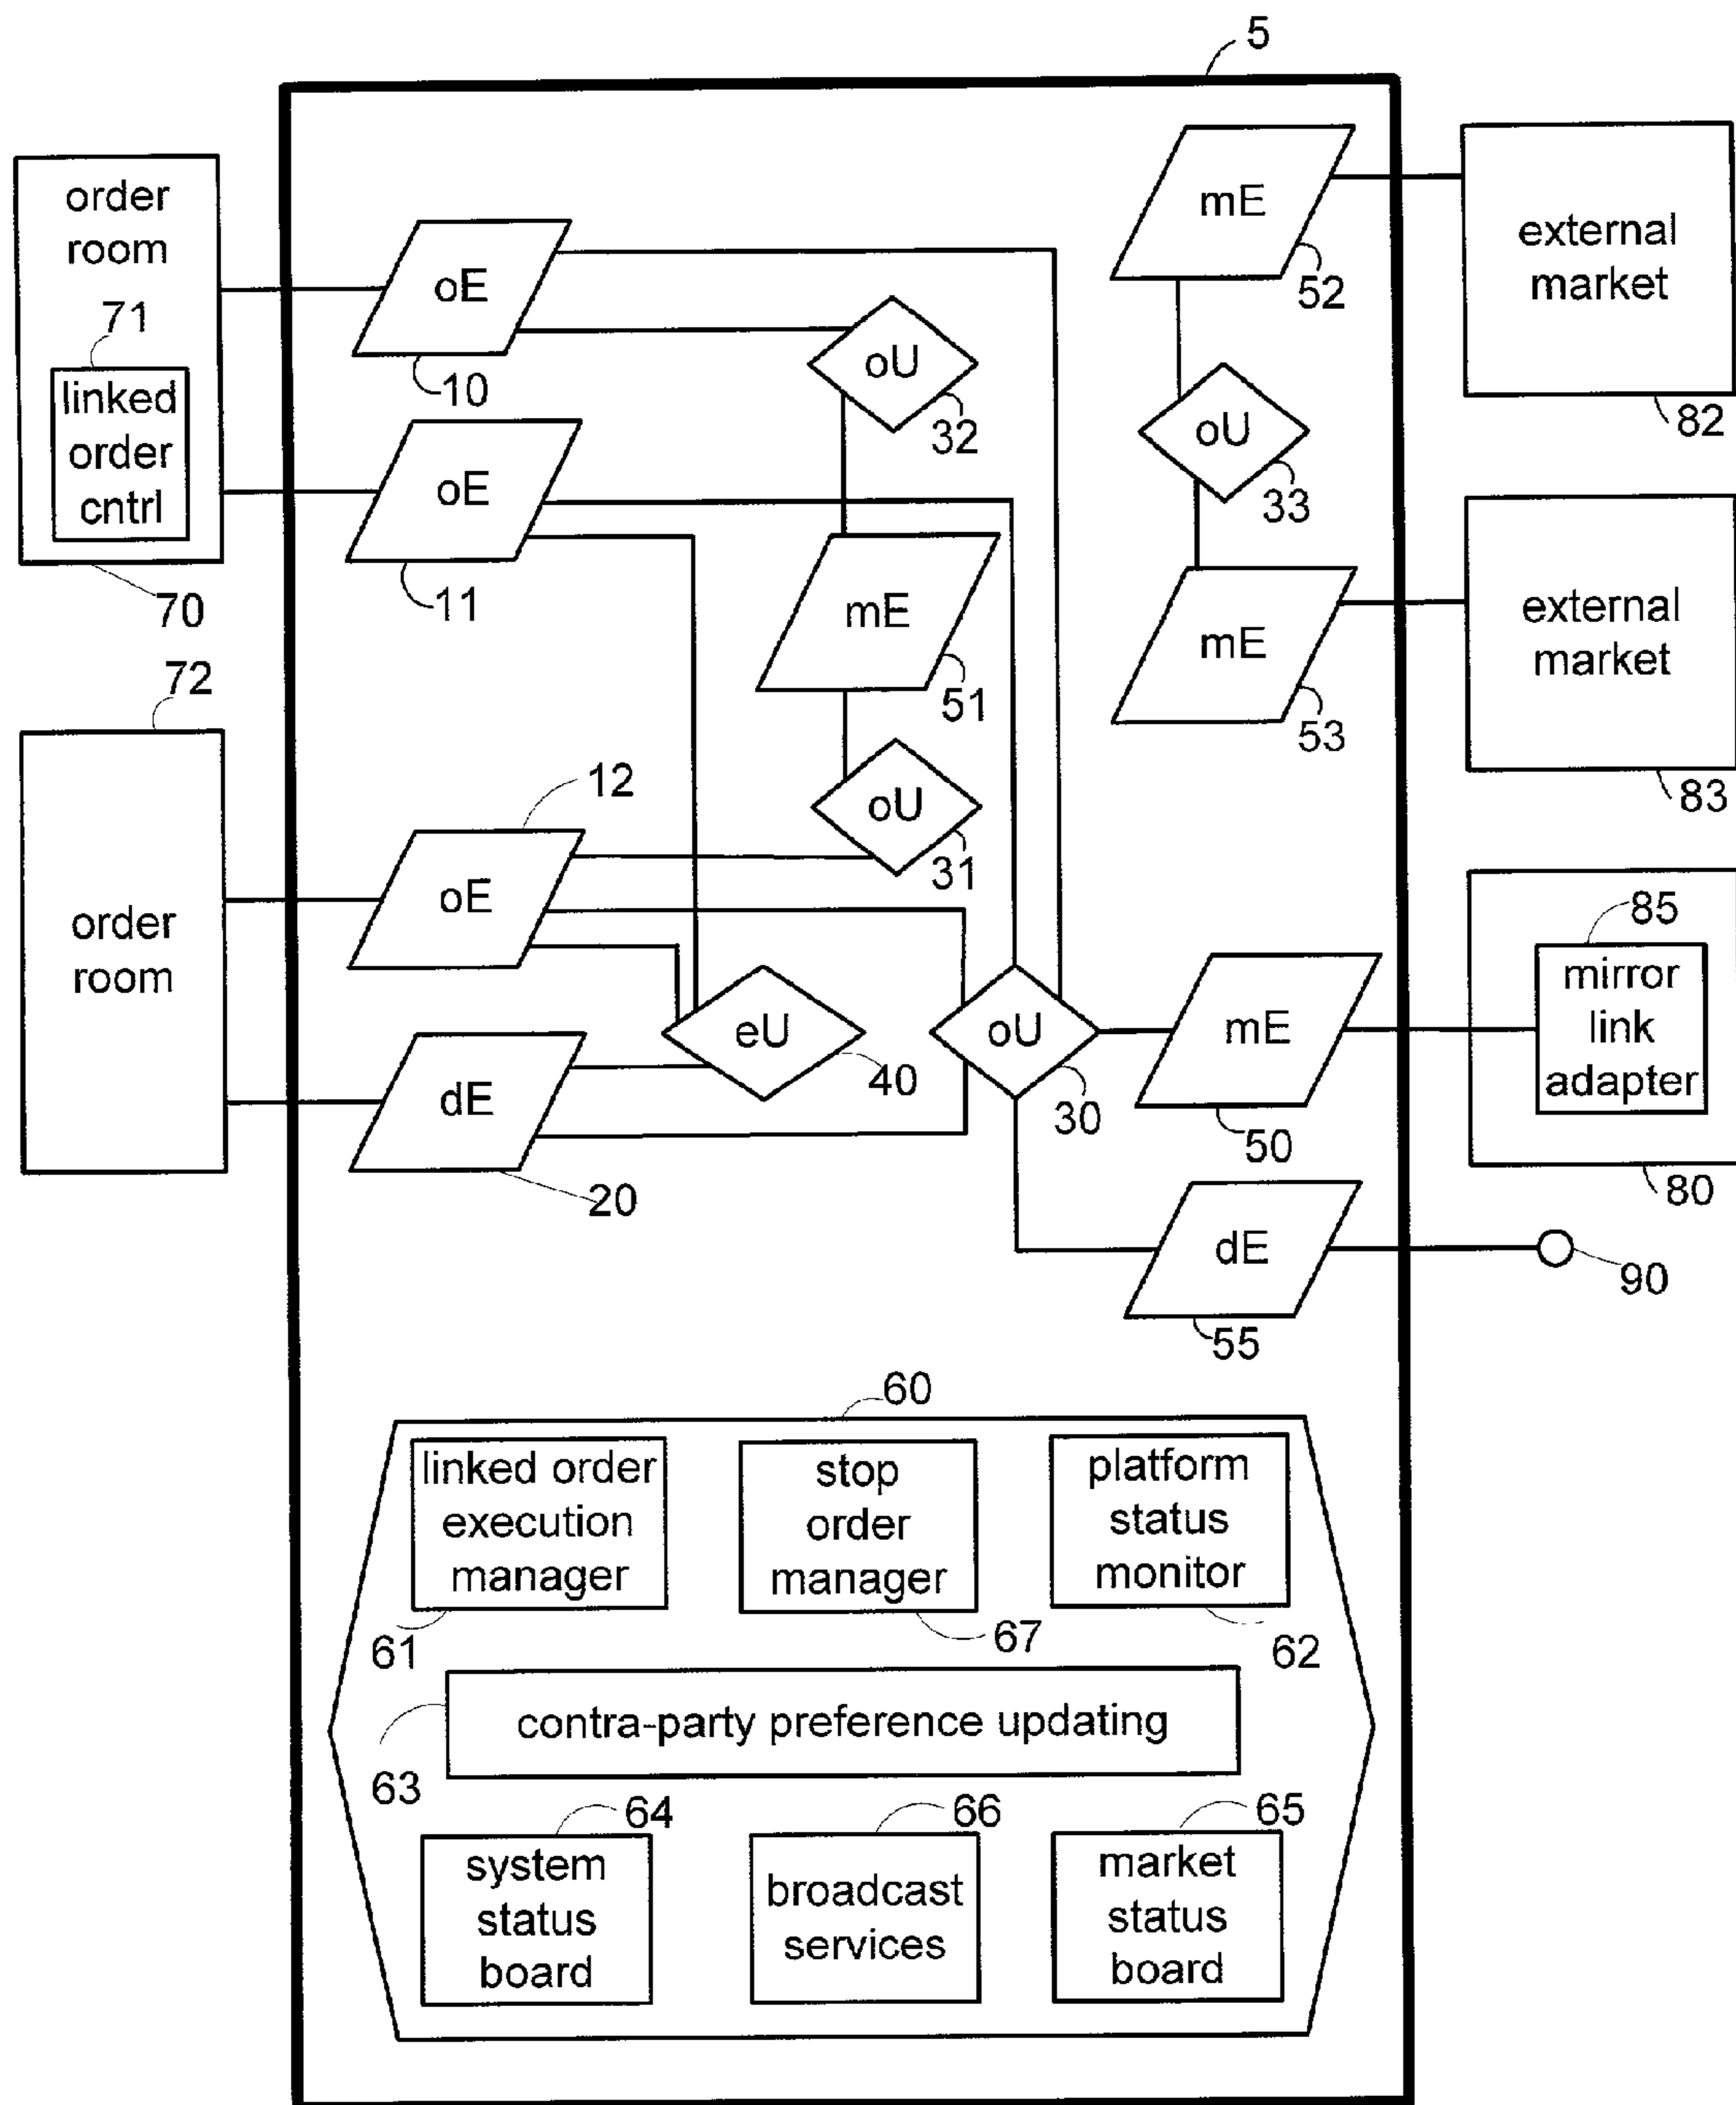 5
order
room
71
linked
order
cntrl
70
72
order
room
oE
10
oE
11
12
oE
dE
20
oU
32
mE
51
oU
31
eU
40
oU
30
mE
52
oU
33
mE
53
mE
50
dE
55
external
market
82
external
market
83
85
mirror
link
adapter
80
90
60
linked order
execution
manager
61
stop
order
manager
67
platform
status
monitor
62
contra-party preference updating
63
64
system
status
board
66
broadcast
services
65
market
status
board